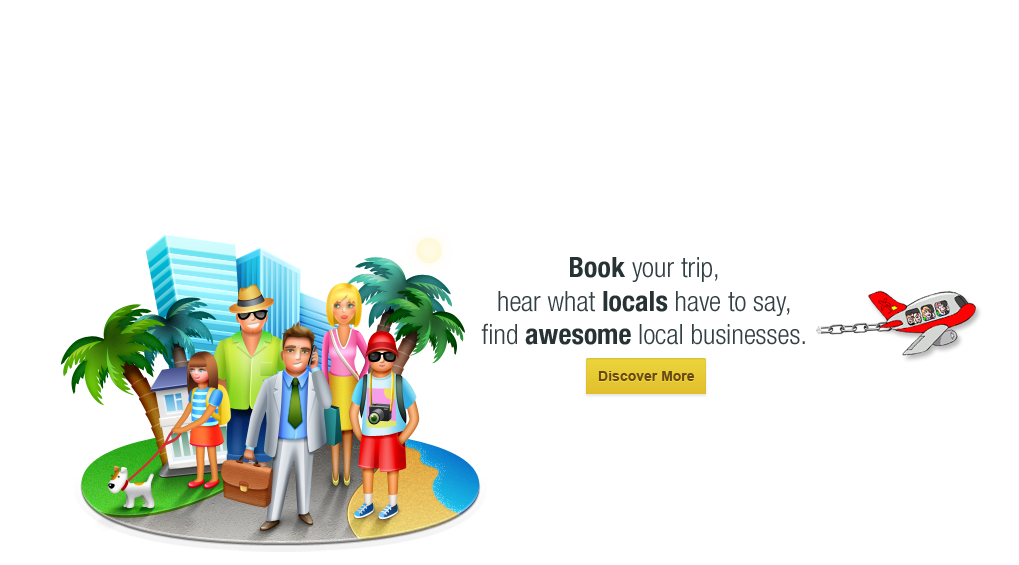 Book your trip,
hear what locals have to say,
find awesome local businesses.
Discover More